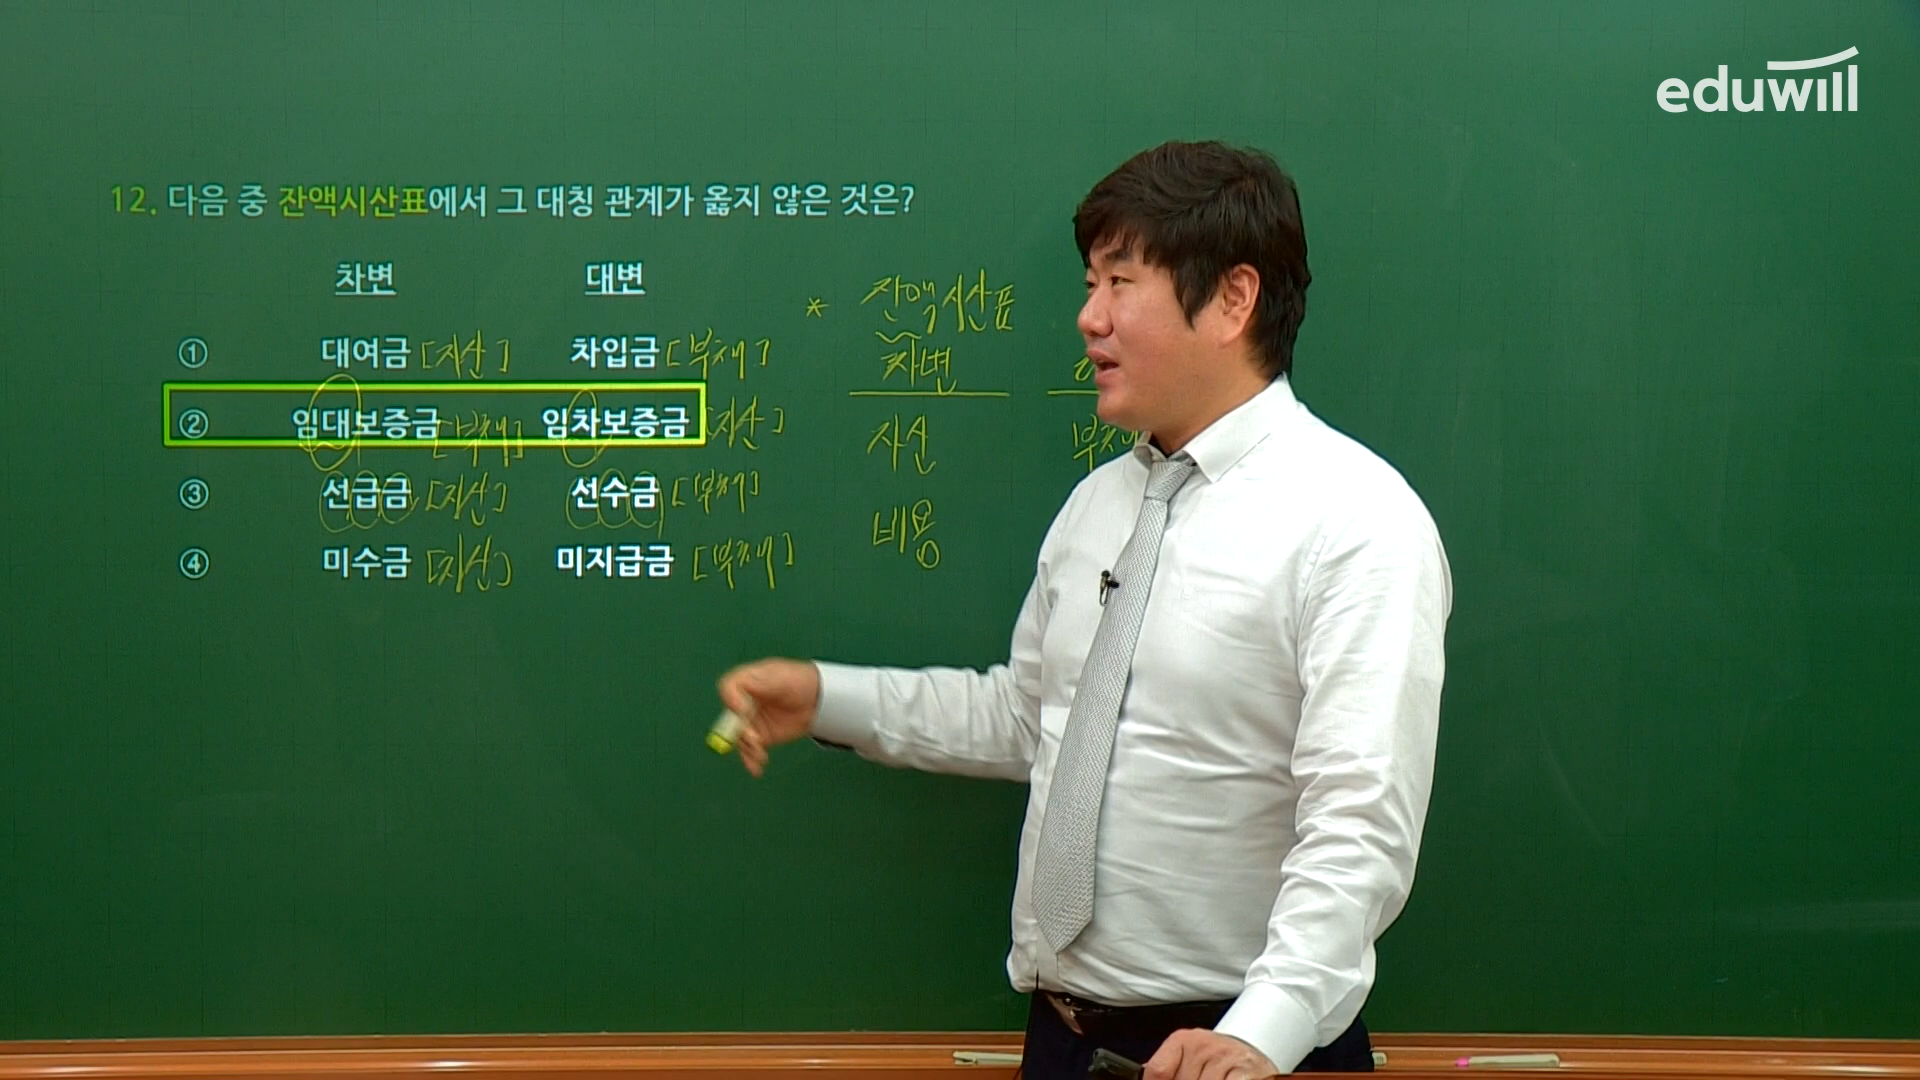 eduwill
12. 다음 중 잔액시산표에서 그 대칭 관계가 옳지 않은 것은?
차변 대변
* 잔액시산표
차변
① 대여금 [자산] 차입금 [부채]
② 임대보증금 [부채] 임차보증금 [자산]
자산 부채
③ 선급금 [자산] 선수금 [부채]
비용
④ 미수금 [자산] 미지급금 [부채]